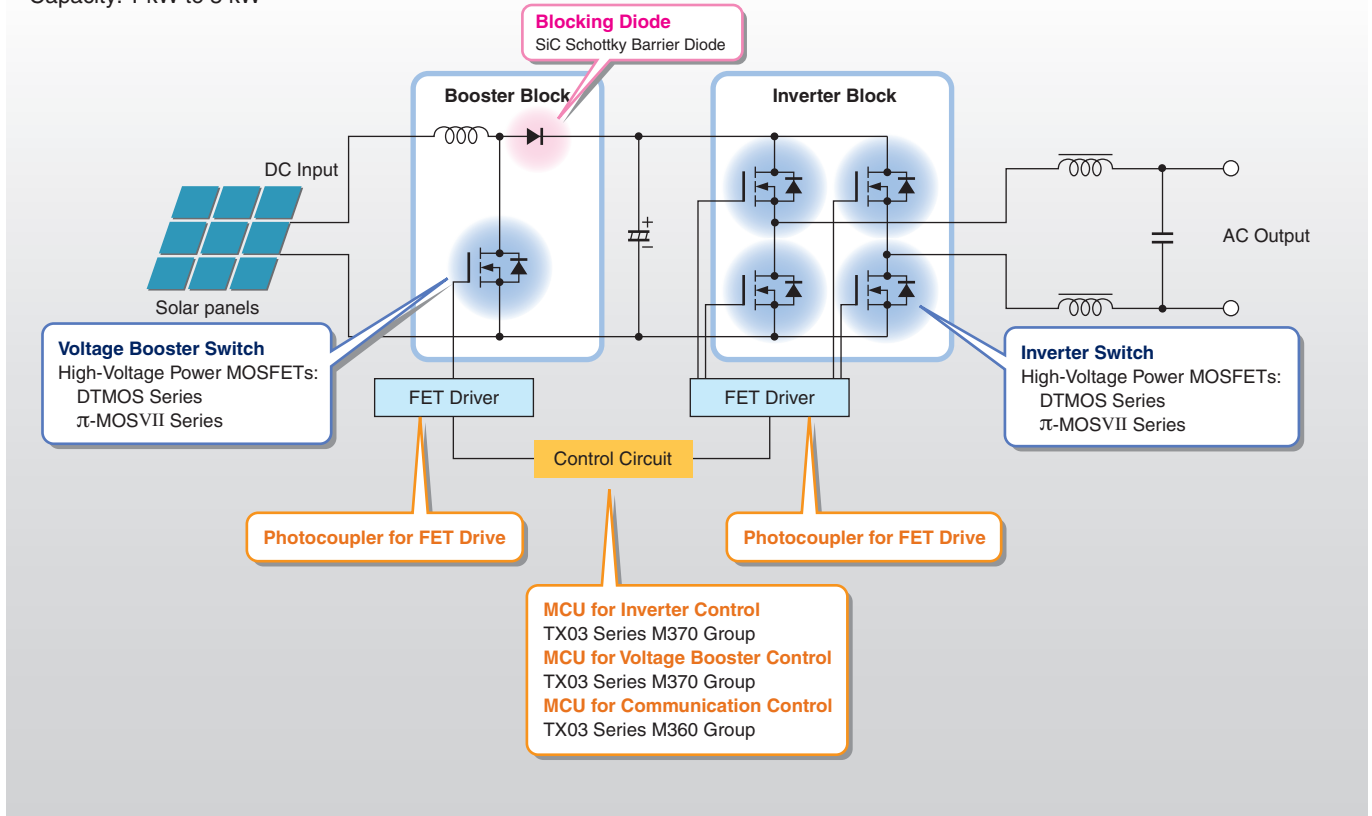 Blocking Diode
SiC Schottky Barrier Diode
Booster Block
Inverter Block
DC Input
+
−
AC Output
Solar panels
Voltage Booster Switch
High-Voltage Power MOSFETs:
DTMOS Series
π-MOSVII Series
Inverter Switch
High-Voltage Power MOSFETs:
DTMOS Series
π-MOSVII Series
FET Driver
FET Driver
Control Circuit
Photocoupler for FET Drive
Photocoupler for FET Drive
MCU for Inverter Control
TX03 Series M370 Group
MCU for Voltage Booster Control
TX03 Series M370 Group
MCU for Communication Control
TX03 Series M360 Group